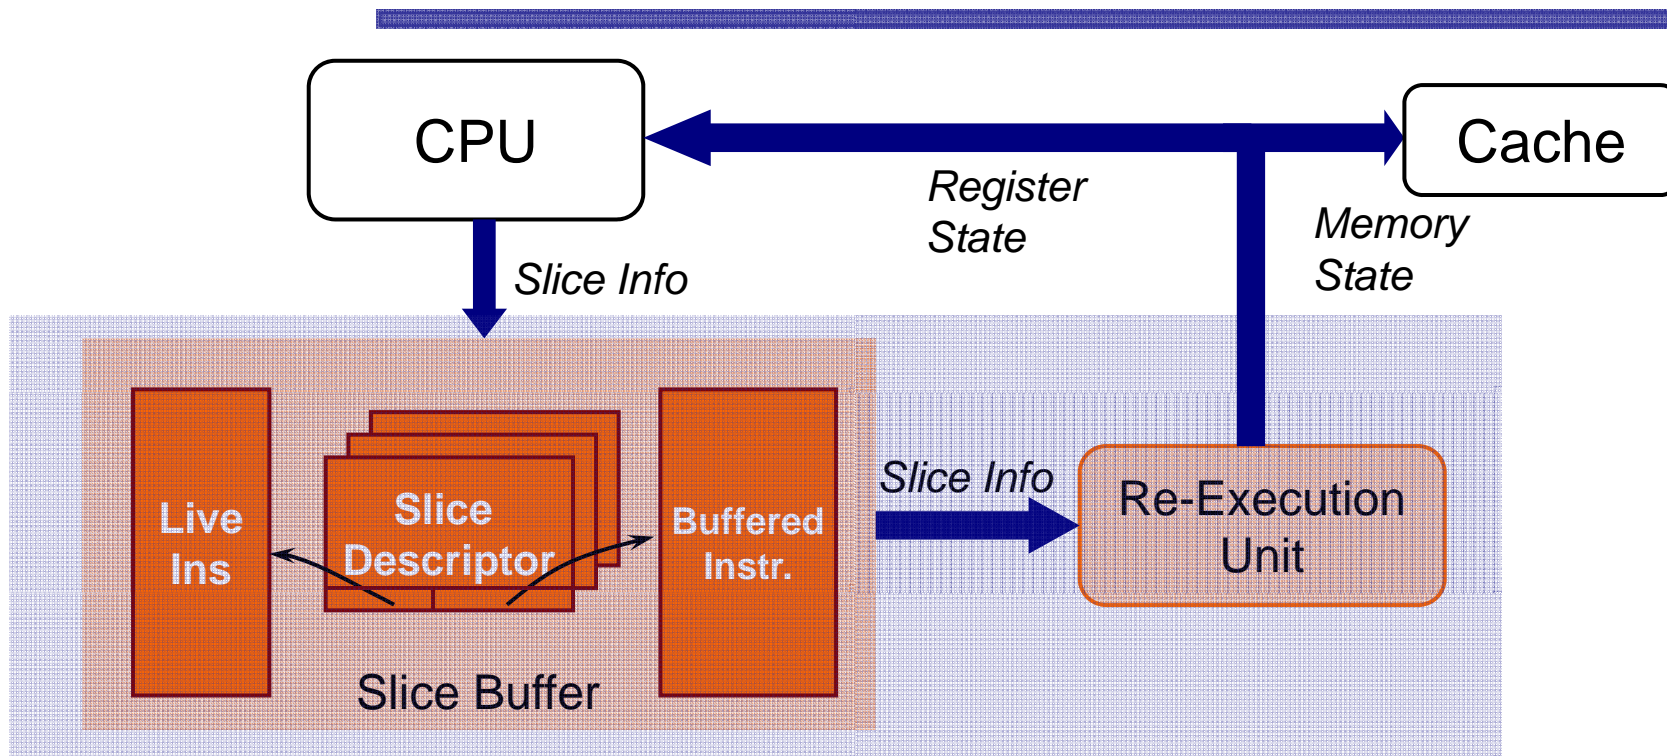 CPU
Cache
Register
State
Memory
State
Slice Info
Live
Ins
Slice
Descriptor
Buffered
Instr.
Slice Info
Re-Execution
Unit
Slice Buffer